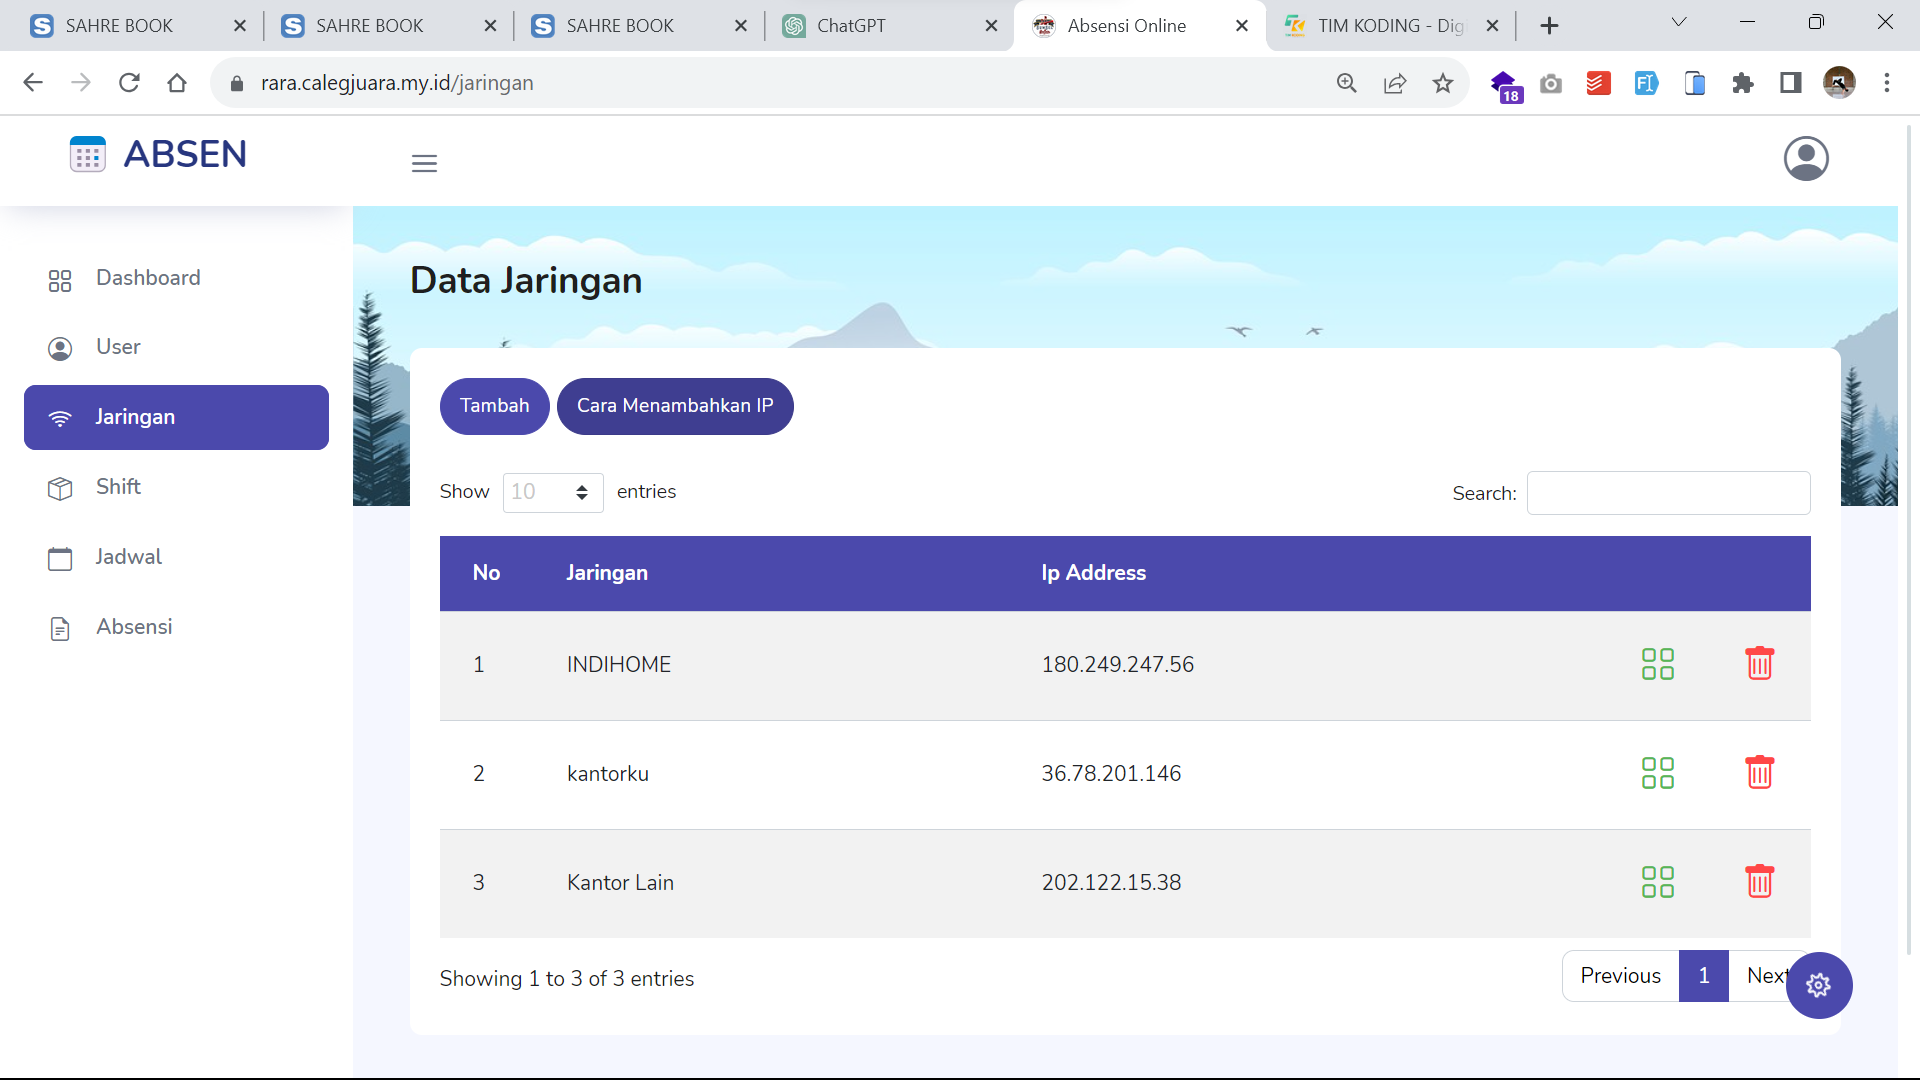 SAHRE BOOK
SAHRE BOOK
SAHRE BOOK
ChatGPT
Absensi Online
TIM KODING - Dig
rara.calegjuara.my.id/jaringan
18
ABSEN
Dashboard
User
Jaringan
Shift
Jadwal
Absensi
Data Jaringan
Tambah
Cara Menambahkan IP
Show 10 entries
Search:
No Jaringan Ip Address
1 INDIHOME 180.249.247.56
2 kantorku 36.78.201.146
3 Kantor Lain 202.122.15.38
Showing 1 to 3 of 3 entries
Previous 1 Next